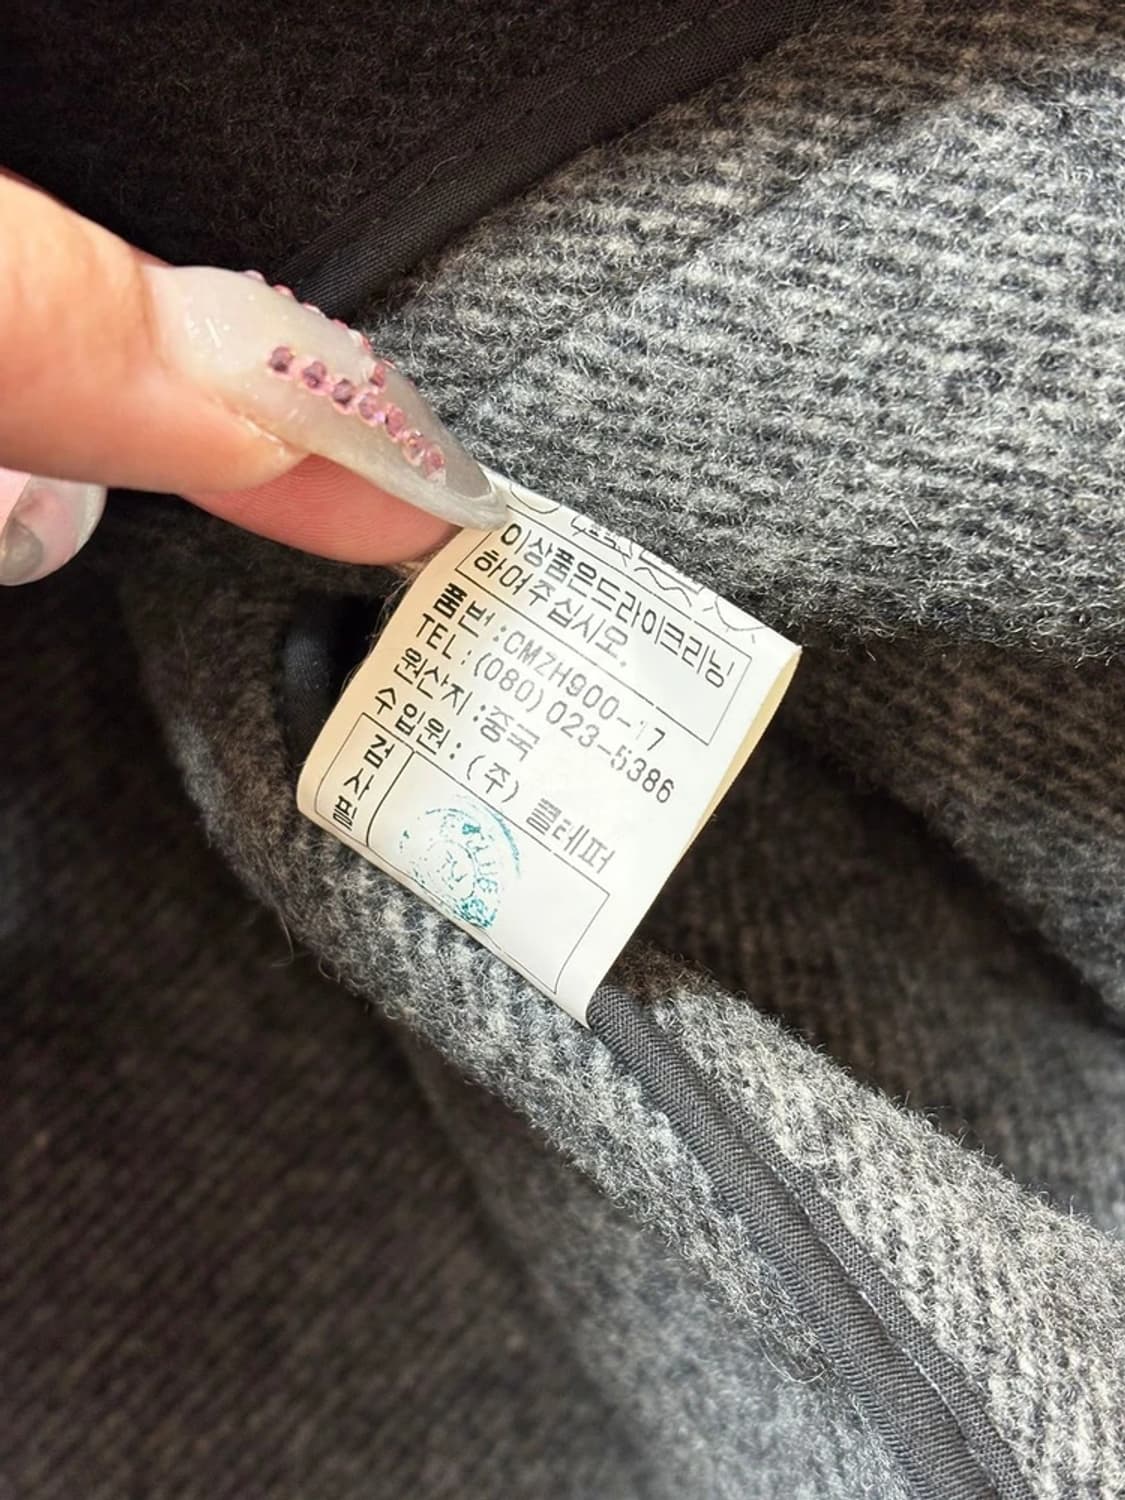 이상품은드라이크리닝
하여주십시오.
품번:CMZH900-17
TEL:(080)023-5386
원산지:중국
수입원:(주)클테퍼
검사필